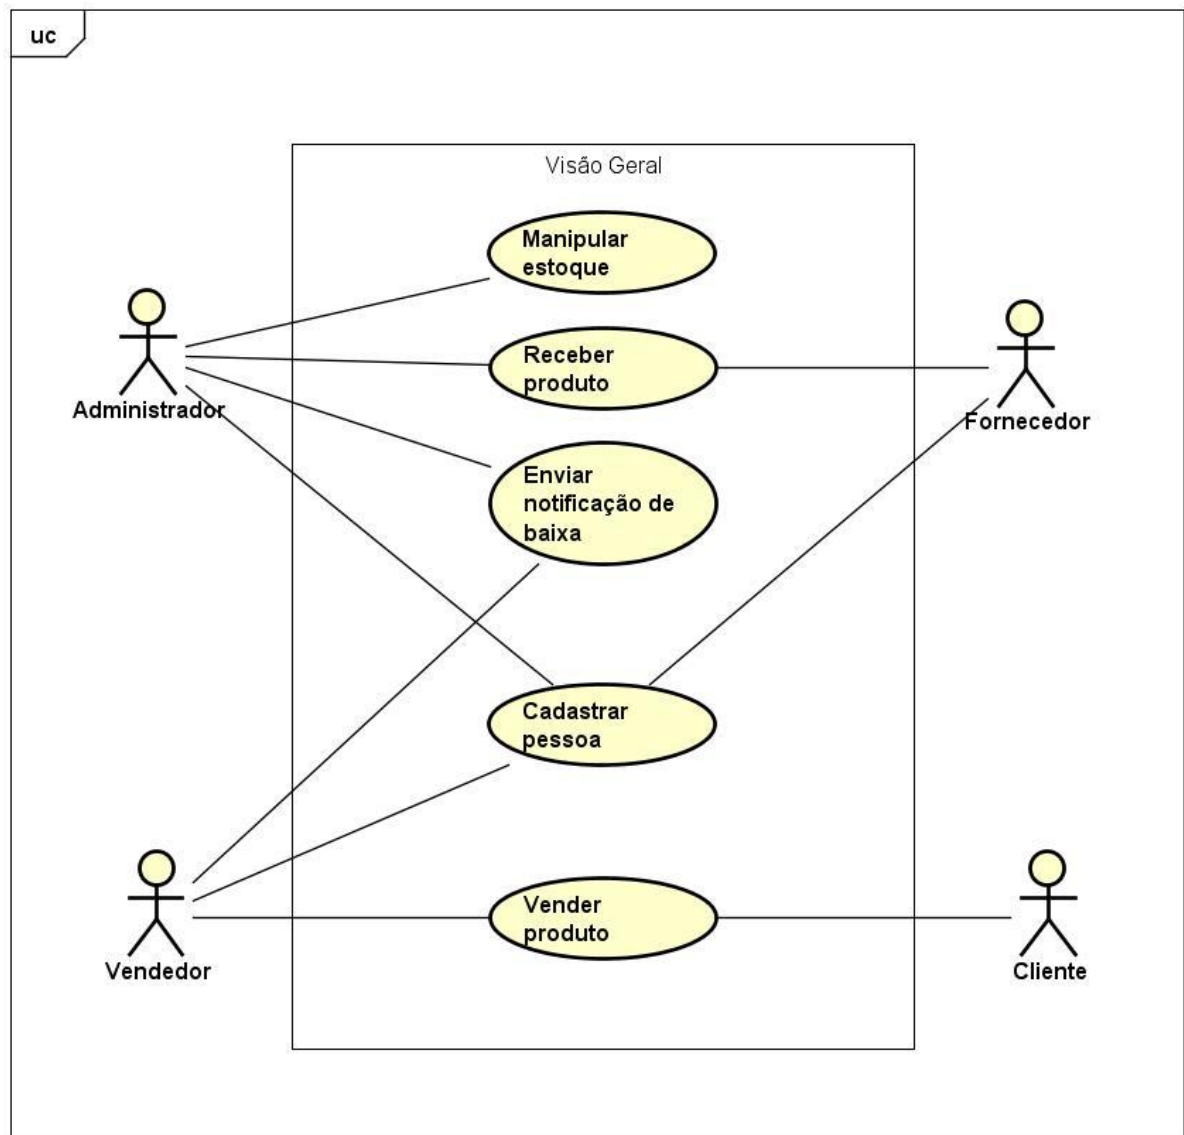 uc
Visão Geral
Manipular
estoque
Receber
produto
Administrador
Fornecedor
Enviar
notificação de
baixa
Cadastrar
pessoa
Vender
produto
Vendedor
Cliente